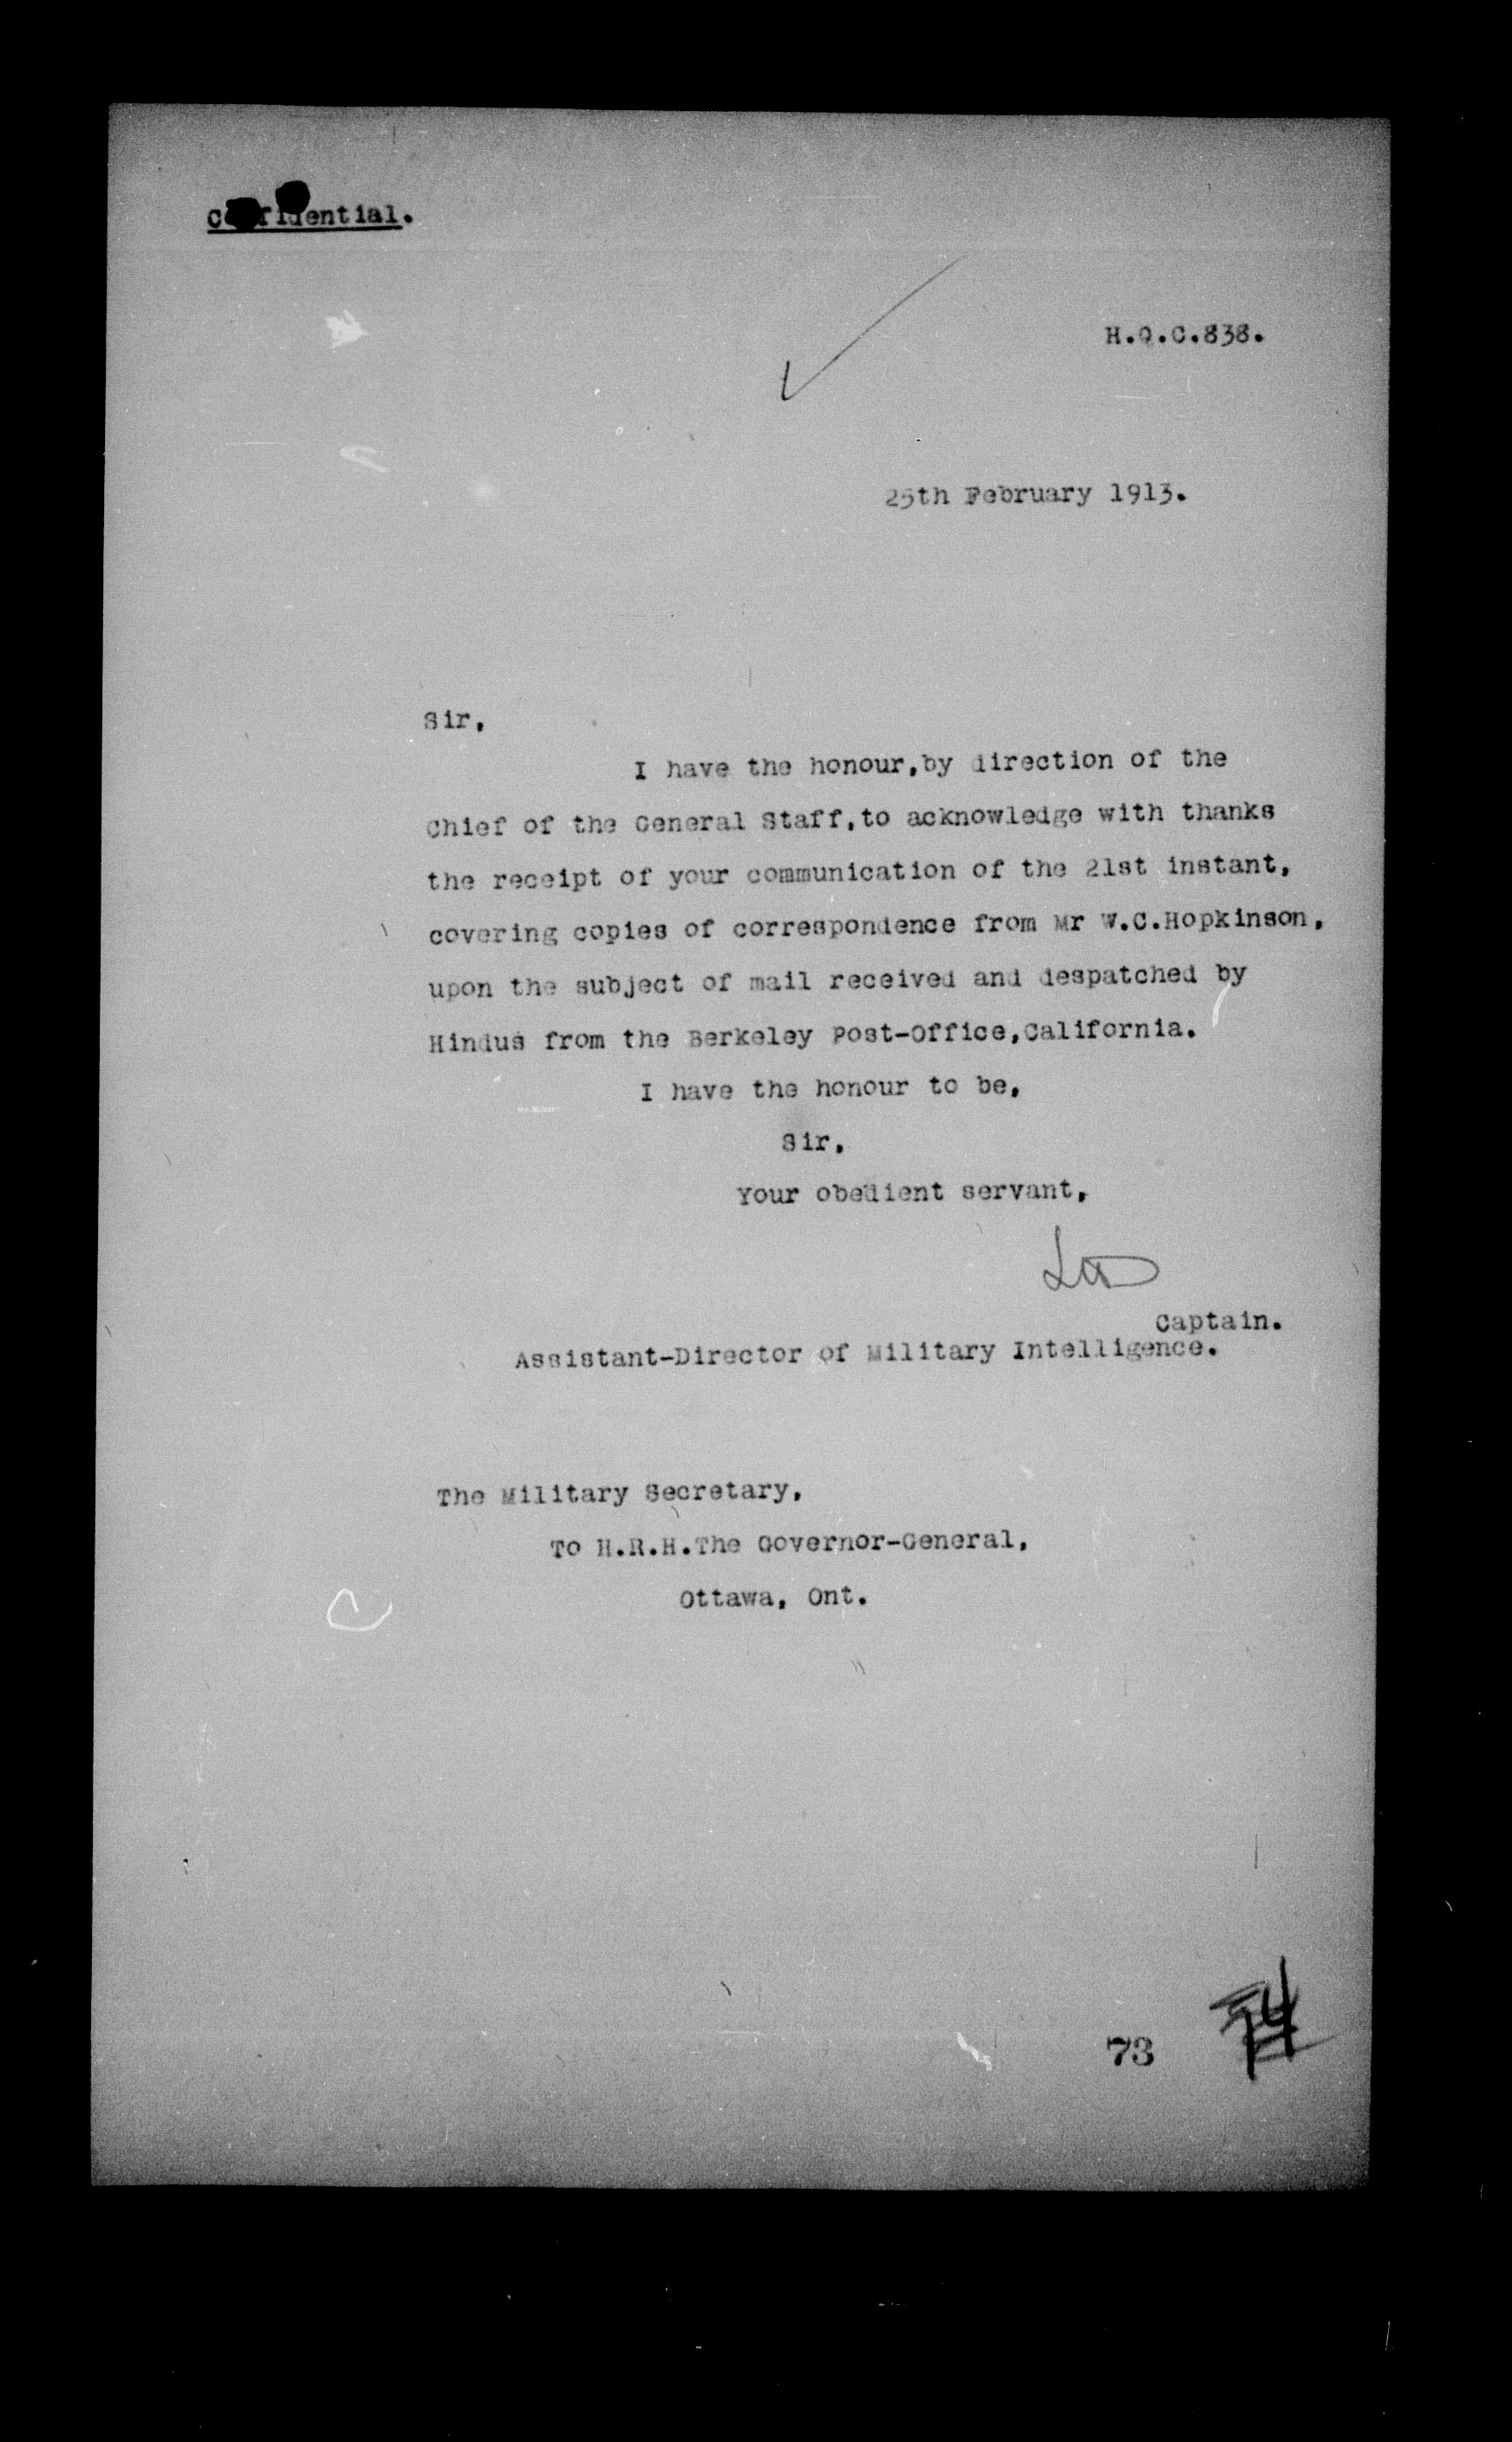 Confidential.
H.Q.C.838.
25th February 1913.
Sir,
I have the honour,by direction of the
Chief of the General Staff,to acknowledge with thanks
the receipt of your communication of the 21st instant,
covering copies of correspondence from Mr W.C.Hopkinson,
upon the subject of mail received and despatched by
Hindus from the Berkeley Post-Office,California.
I have the honour to be,
Sir,
Your obedient servant,
Captain.
Assistant-Director of Military Intelligence.
The Military Secretary,
To H.R.H.The Governor-General,
Ottawa, Ont.
73